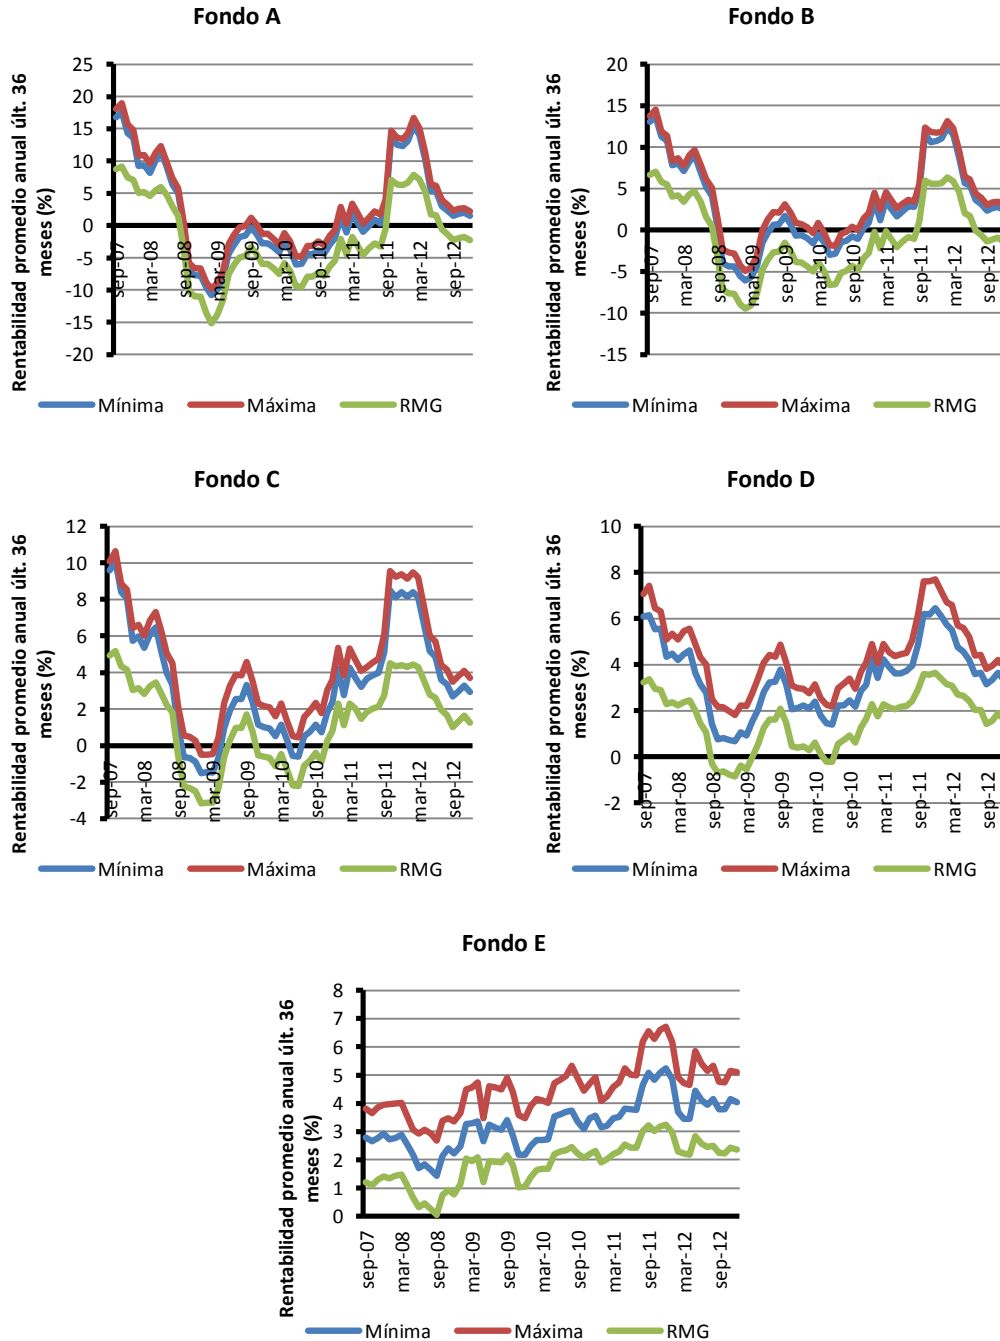 Fondo A
Rentabilidad promedio anual últ. 36
meses (%)
25
20
15
10
5
0
-5
-10
-15
-20
sep-07
mar-08
sep-08
mar-09
sep-09
mar-10
sep-10
mar-11
sep-11
mar-12
sep-12
Mínima
Máxima
RMG
Fondo B
Rentabilidad promedio anual últ. 36
meses (%)
20
15
10
5
0
-5
-10
-15
sep-07
mar-08
sep-08
mar-09
sep-09
mar-10
sep-10
mar-11
sep-11
mar-12
sep-12
Mínima
Máxima
RMG
Fondo C
Rentabilidad promedio anual últ. 36
meses (%)
12
10
8
6
4
2
0
-2
-4
sep-07
mar-08
sep-08
mar-09
sep-09
mar-10
sep-10
mar-11
sep-11
mar-12
sep-12
Mínima
Máxima
RMG
Fondo D
Rentabilidad promedio anual últ. 36
meses (%)
10
8
6
4
2
0
-2
sep-07
mar-08
sep-08
mar-09
sep-09
mar-10
sep-10
mar-11
sep-11
mar-12
sep-12
Mínima
Máxima
RMG
Fondo E
Rentabilidad promedio anual últ. 36
meses (%)
8
7
6
5
4
3
2
1
0
sep-07
mar-08
sep-08
mar-09
sep-09
mar-10
sep-10
mar-11
sep-11
mar-12
sep-12
Mínima
Máxima
RMG